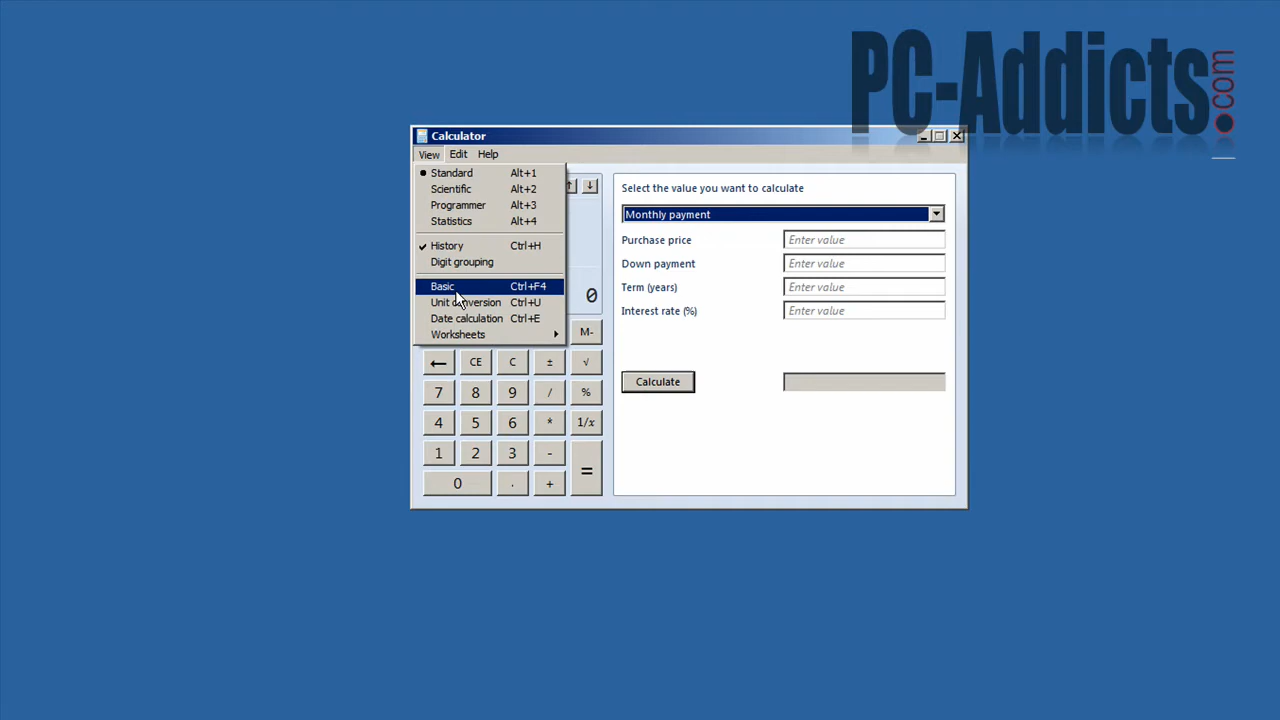 PC-Addicts.com
Calculator
View Edit Help
Standard Alt+1
Scientific Alt+2
Programmer Alt+3
Statistics Alt+4
History Ctrl+H
Digit grouping
Basic Ctrl+F4
Unit conversion Ctrl+U
Date calculation Ctrl+E
Worksheets
0
M-
← CE C ± √
7 8 9 / %
4 5 6 * 1/x
1 2 3 - =
0 . +
Select the value you want to calculate
Monthly payment
Purchase price Enter value
Down payment Enter value
Term (years) Enter value
Interest rate (%) Enter value
Calculate